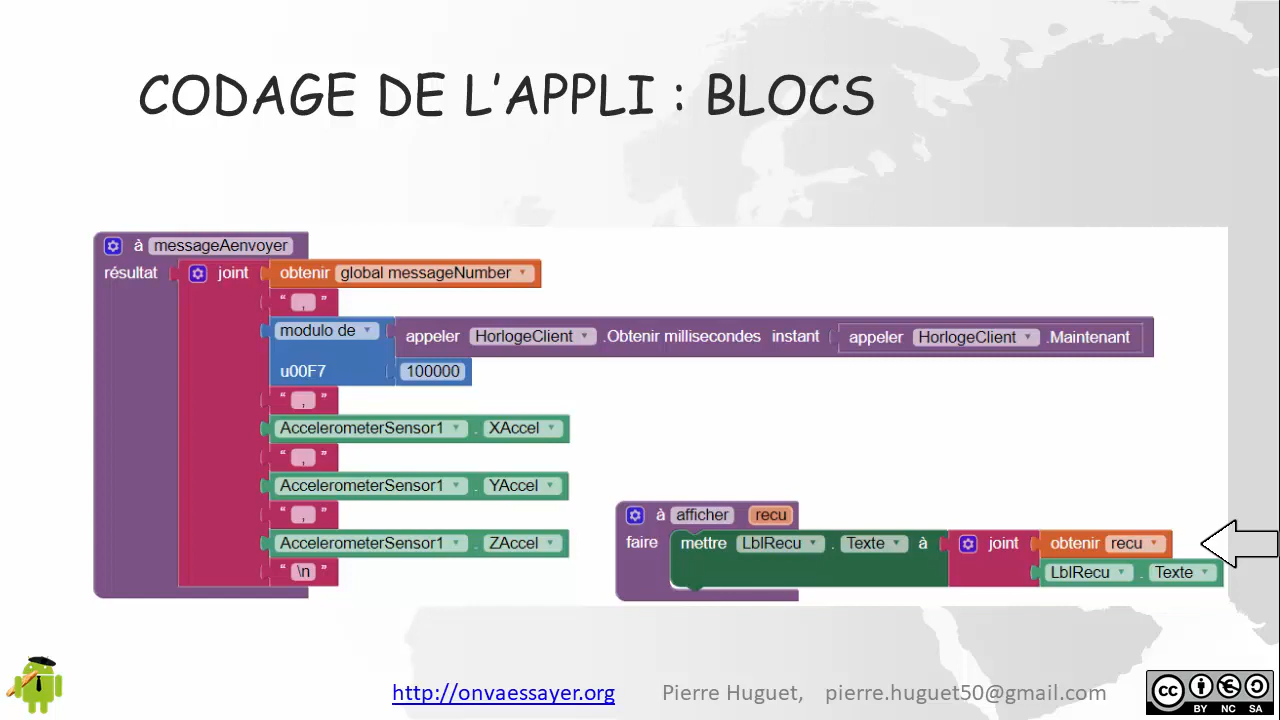 CODAGE DE L'APPLI : BLOCS
à messageAenvoyer
résultat joint obtenir global messageNumber
“ , ”
modulo de appeler HorlogeClient .Obtenir millisecondes instant appeler HorlogeClient .Maintenant
u00F7 100000
“ , ”
AccelerometerSensor1 . XAccel
“ , ”
AccelerometerSensor1 . YAccel
“ , ”
AccelerometerSensor1 . ZAccel
“ \n ”
à afficher recu
faire mettre LblRecu . Texte à joint obtenir recu
LblRecu . Texte
http://onvaessayer.org Pierre Huguet, pierre.huguet50@gmail.com
cc BY NC SA